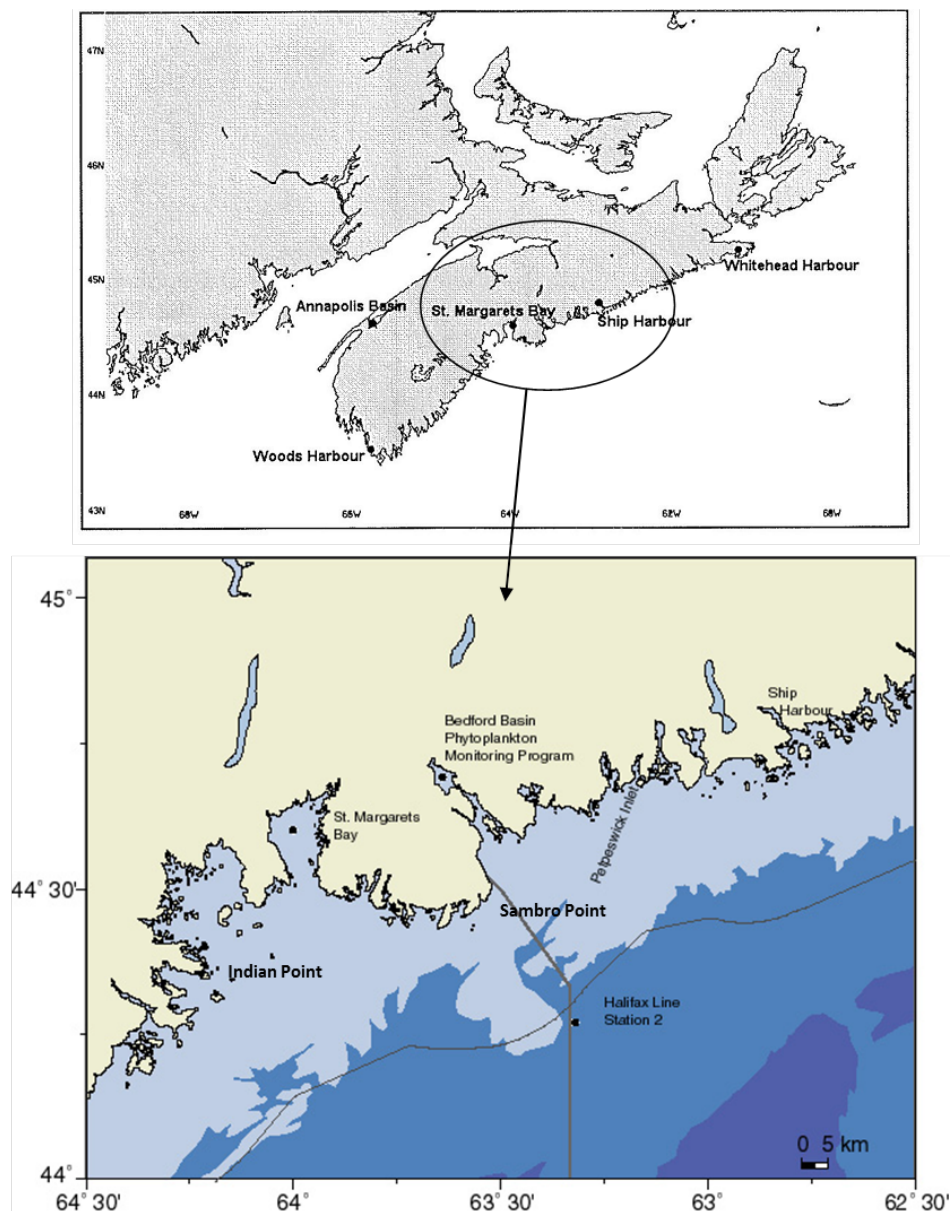 47N
46N
45N
44N
43N
Whitehead Harbour
Annapolis Basin
St. Margarets Bay
Ship Harbour
Woods Harbour
66W
65W
64W
62W
60W
45°
Ship
Harbour
Bedford Basin
Phytoplankton
Monitoring Program
St. Margarets
Bay
Petpeswick Inlet
44° 30'
Sambro Point
Indian Point
Halifax Line
Station 2
0 5 km
44°
64° 30'
64°
63° 30'
63°
62° 30'